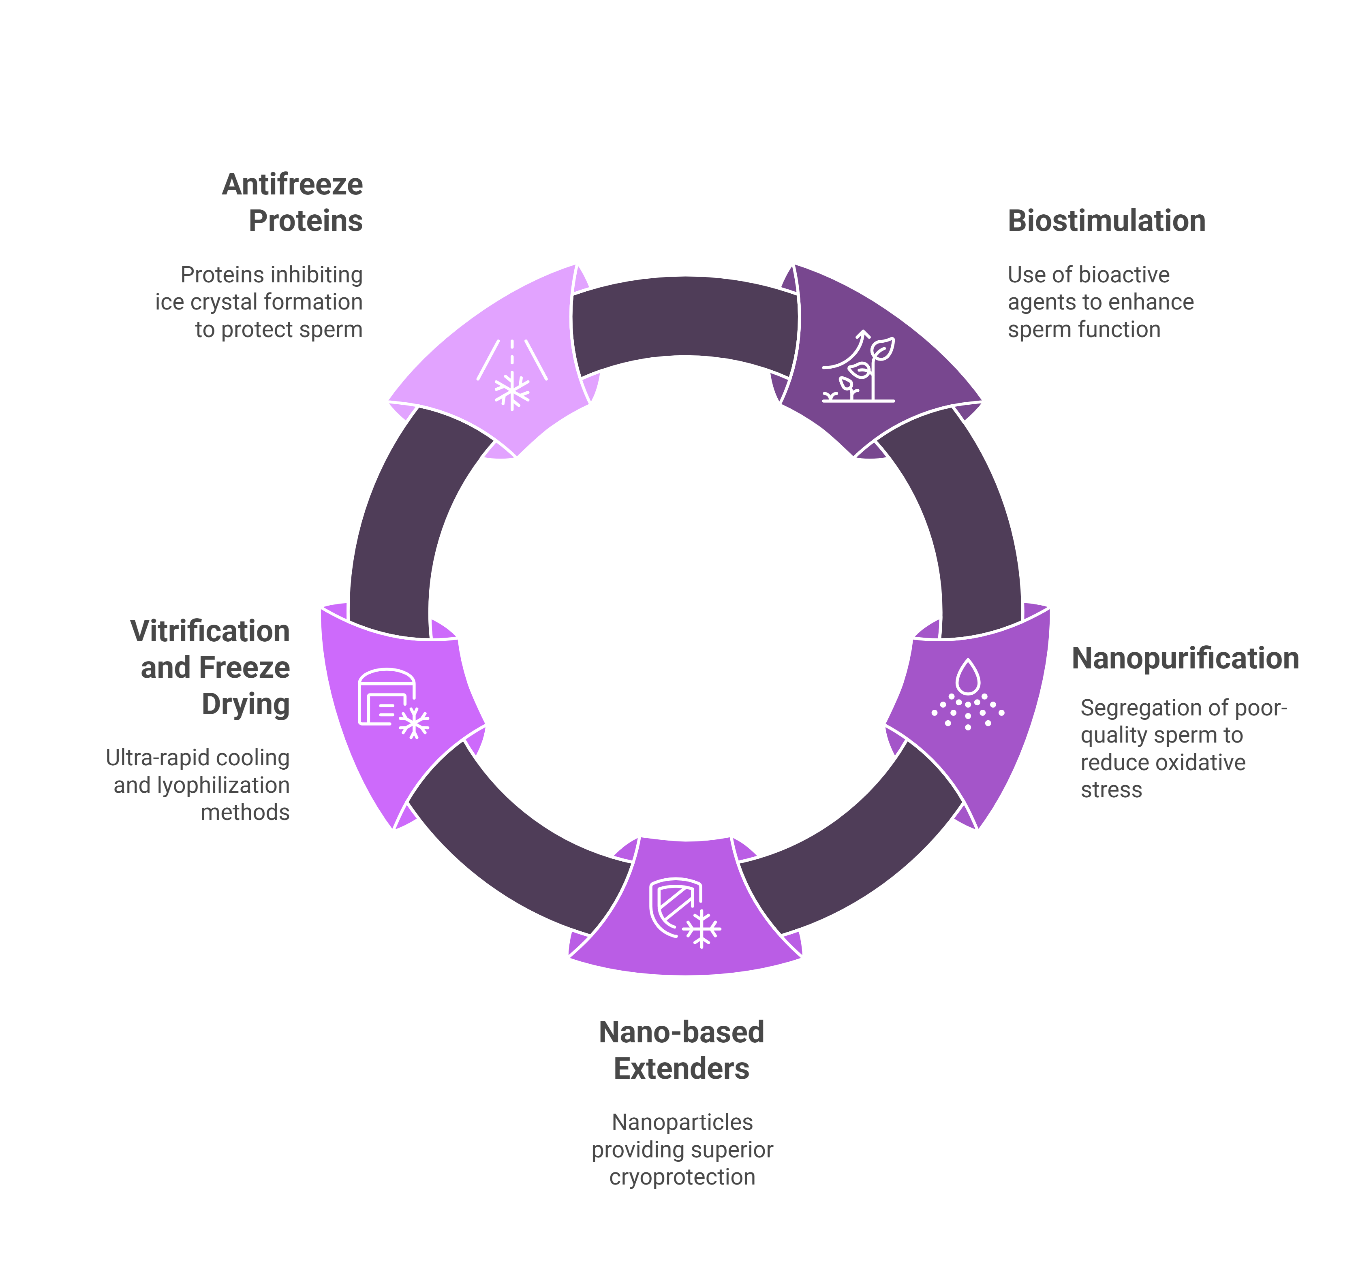 Antifreeze
Proteins
Proteins inhibiting
ice crystal formation
to protect sperm
Biostimulation
Use of bioactive
agents to enhance
sperm function
Vitrification
and Freeze
Drying
Ultra-rapid cooling
and lyophilization
methods
Nanopurification
Segregation of poor-
quality sperm to
reduce oxidative
stress
Nano-based
Extenders
Nanoparticles
providing superior
cryoprotection